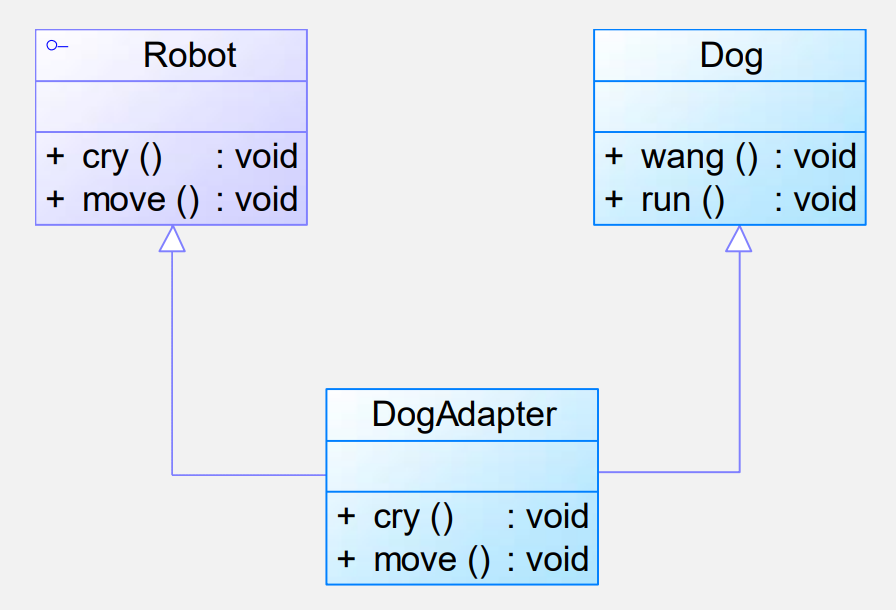 Robot
+ cry () : void
+ move () : void
Dog
+ wang () : void
+ run () : void
DogAdapter
+ cry () : void
+ move () : void